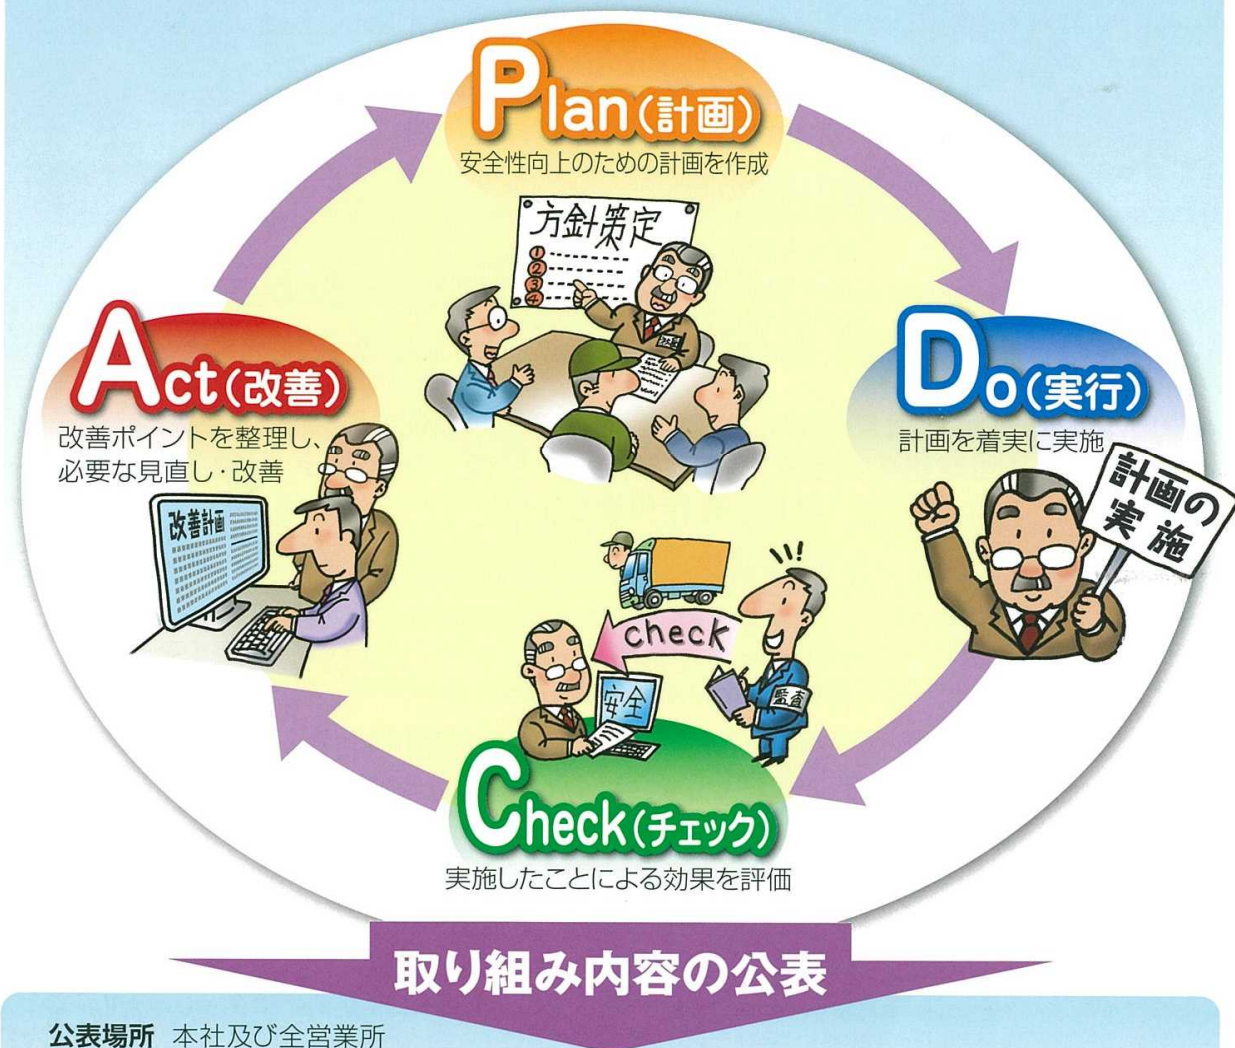 Plan(計画)
安全性向上のための計画を作成
方針策定
1
2
3
4
Do(実行)
計画を着実に実施
計画の
実施
check
監査
安全
Check(チェック)
実施したことによる効果を評価
Act(改善)
改善ポイントを整理し、
必要な見直し・改善
改善計画
取り組み内容の公表
公表場所 本社及び全営業所